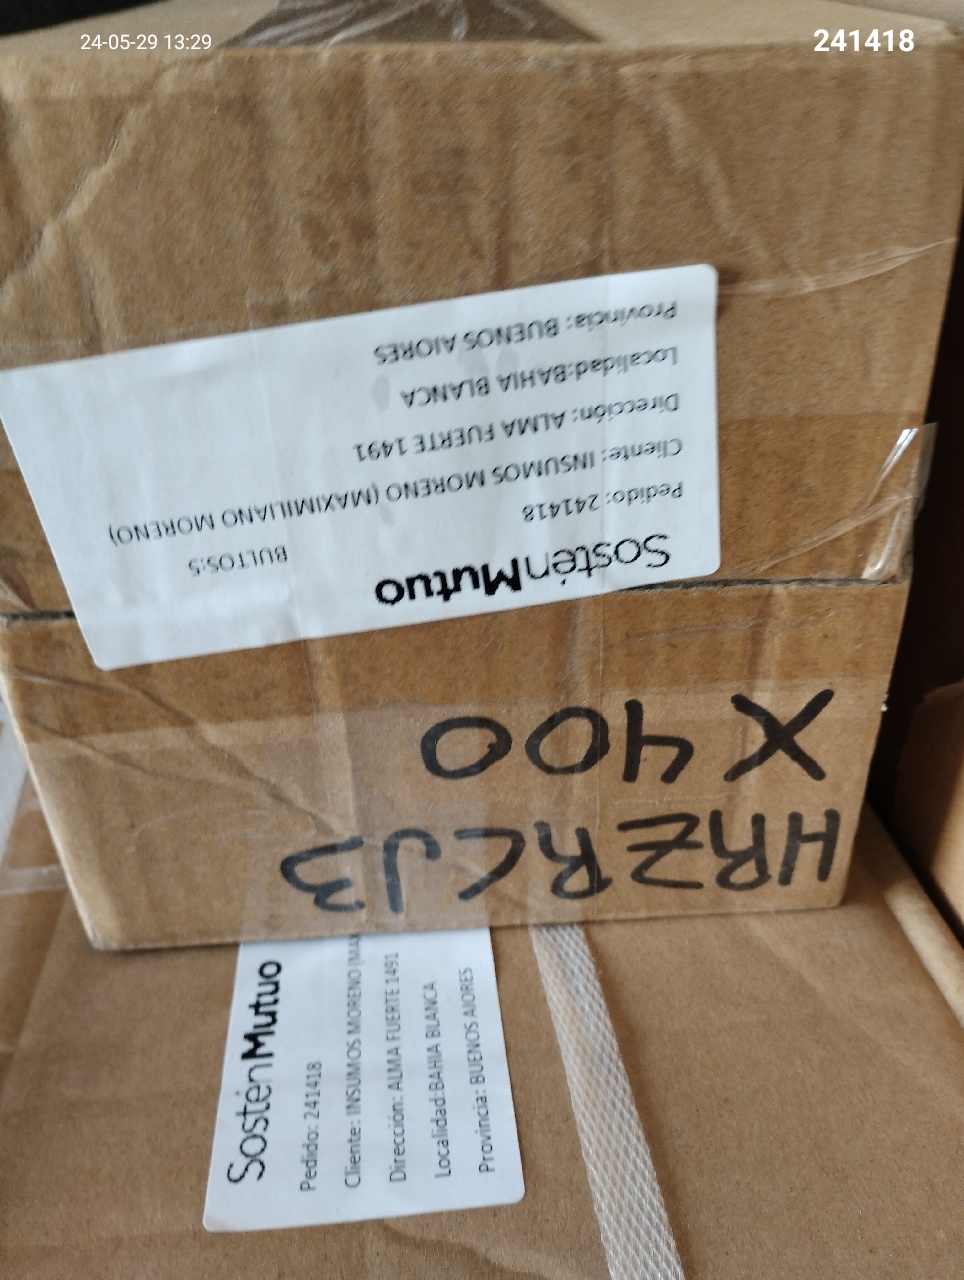 24-05-29 13:29
241418
SosténMutuo
BULTOS:5
Pedido: 241418
Cliente: INSUMOS MORENO (MAXIMILIANO MORENO)
Dirección: ALMA FUERTE 1491
Localidad:BAHIA BLANCA
Provincia: BUENOS AIORES
HRZRCJ3
X 400
SosténMutuo
Pedido: 241418
Cliente: INSUMOS MORENO (MAX
Dirección: ALMA FUERTE 1491
Localidad:BAHIA BLANCA
Provincia: BUENOS AIORES